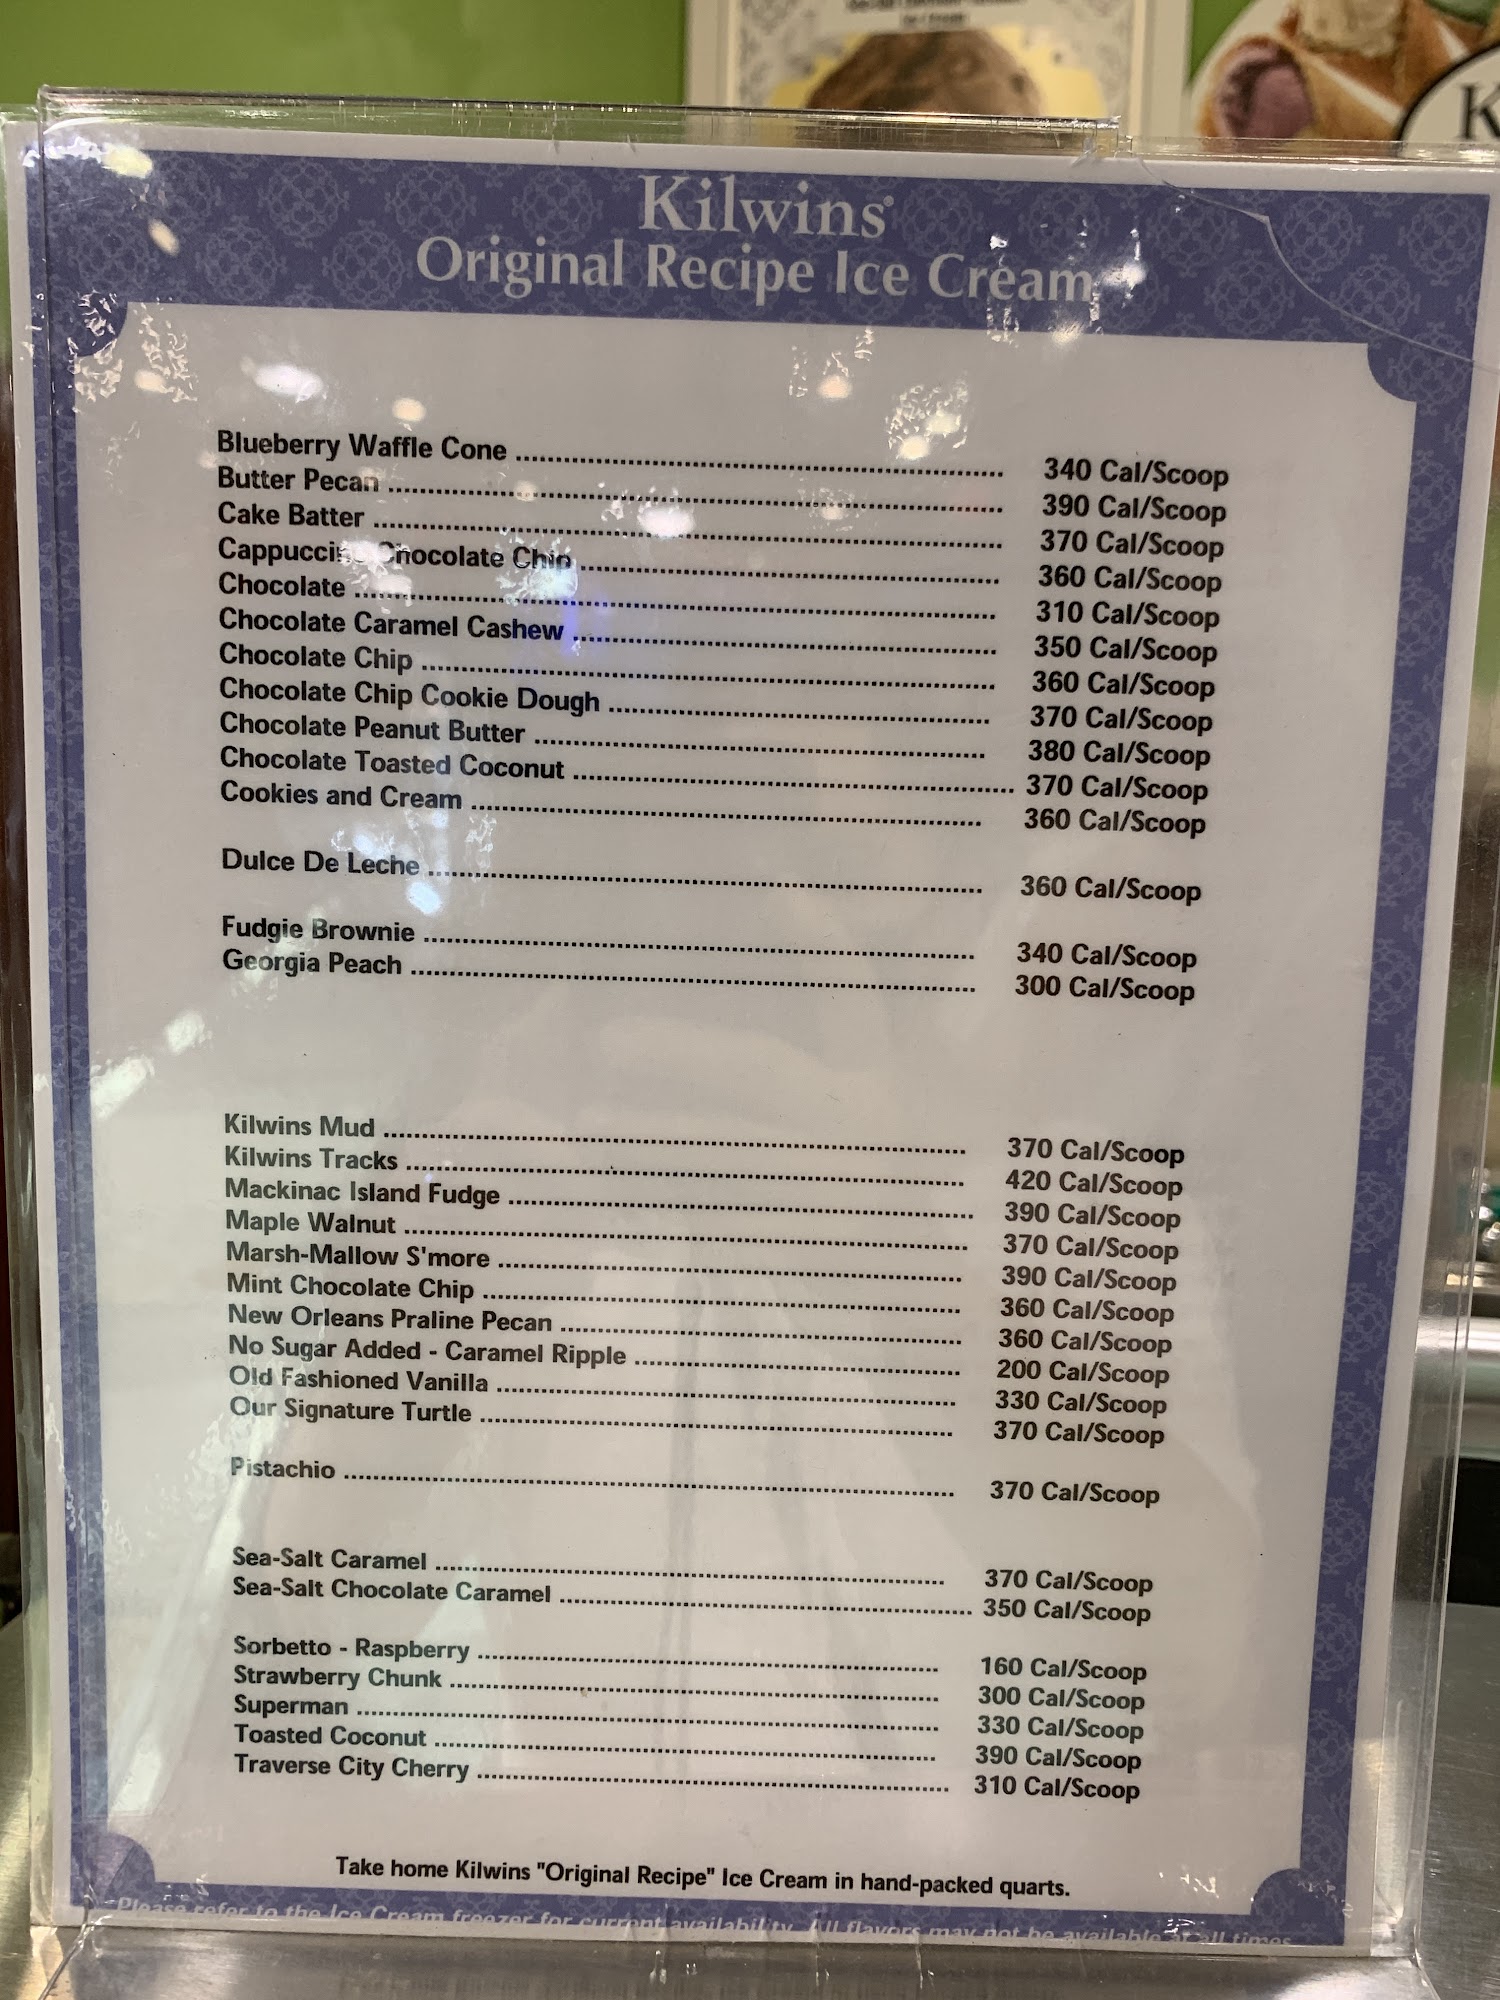 Ice Cream
K
Kilwins®
Original Recipe Ice Cream
Blueberry Waffle Cone ........ 340 Cal/Scoop
Butter Pecan ........ 390 Cal/Scoop
Cake Batter ........ 370 Cal/Scoop
Cappuccino Chocolate Chip ........ 360 Cal/Scoop
Chocolate ........ 310 Cal/Scoop
Chocolate Caramel Cashew ........ 350 Cal/Scoop
Chocolate Chip ........ 360 Cal/Scoop
Chocolate Chip Cookie Dough ........ 370 Cal/Scoop
Chocolate Peanut Butter ........ 380 Cal/Scoop
Chocolate Toasted Coconut ........ 370 Cal/Scoop
Cookies and Cream ........ 360 Cal/Scoop
Dulce De Leche ........ 360 Cal/Scoop
Fudgie Brownie ........ 340 Cal/Scoop
Georgia Peach ........ 300 Cal/Scoop
Kilwins Mud ........ 370 Cal/Scoop
Kilwins Tracks ........ 420 Cal/Scoop
Mackinac Island Fudge ........ 390 Cal/Scoop
Maple Walnut ........ 370 Cal/Scoop
Marsh-Mallow S'more ........ 390 Cal/Scoop
Mint Chocolate Chip ........ 360 Cal/Scoop
New Orleans Praline Pecan ........ 360 Cal/Scoop
No Sugar Added - Caramel Ripple ........ 200 Cal/Scoop
Old Fashioned Vanilla ........ 330 Cal/Scoop
Our Signature Turtle ........ 370 Cal/Scoop
Pistachio ........ 370 Cal/Scoop
Sea-Salt Caramel ........ 370 Cal/Scoop
Sea-Salt Chocolate Caramel ........ 350 Cal/Scoop
Sorbetto - Raspberry ........ 160 Cal/Scoop
Strawberry Chunk ........ 300 Cal/Scoop
Superman ........ 330 Cal/Scoop
Toasted Coconut ........ 390 Cal/Scoop
Traverse City Cherry ........ 310 Cal/Scoop
Take home Kilwins "Original Recipe" Ice Cream in hand-packed quarts.
Please refer to the Ice Cream freezer for current availability. All flavors may not be available at all times.